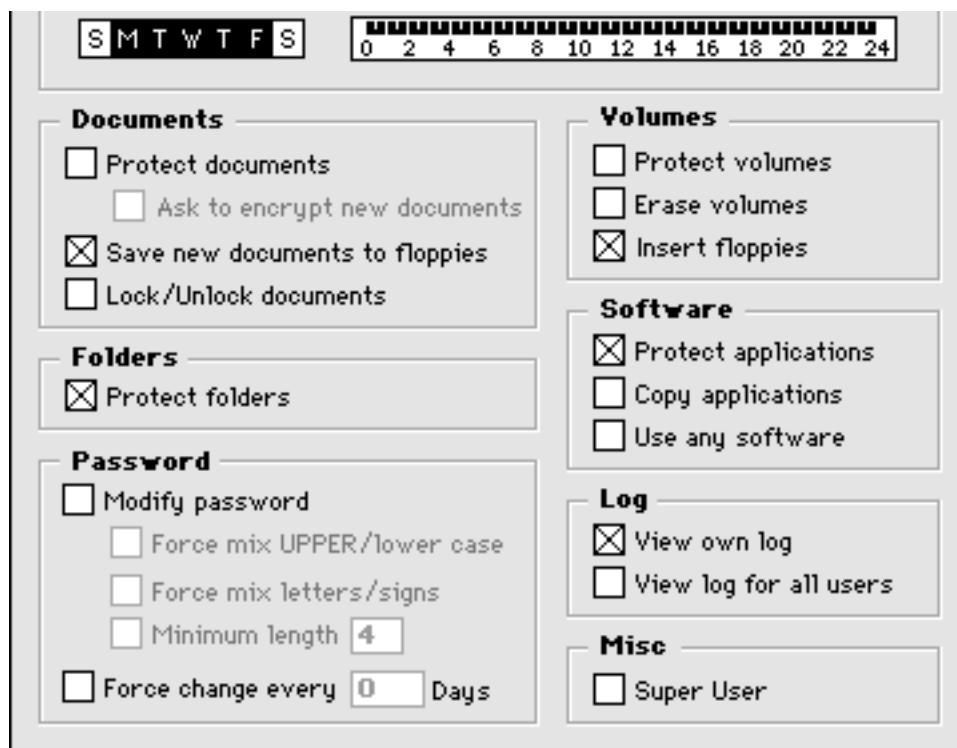 S M T W T F S
0 2 4 6 8 10 12 14 16 18 20 22 24
Documents
Protect documents
Ask to encrypt new documents
Save new documents to floppies
Lock/Unlock documents
Folders
Protect folders
Password
Modify password
Force mix UPPER/lower case
Force mix letters/signs
Minimum length 4
Force change every 0 Days
Volumes
Protect volumes
Erase volumes
Insert floppies
Software
Protect applications
Copy applications
Use any software
Log
View own log
View log for all users
Misc
Super User